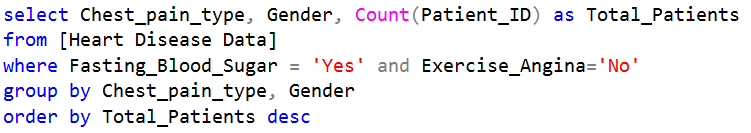 select Chest_pain_type, Gender, Count(Patient_ID) as Total_Patients
from [Heart Disease Data]
where Fasting_Blood_Sugar = 'Yes' and Exercise_Angina='No'
group by Chest_pain_type, Gender
order by Total_Patients desc